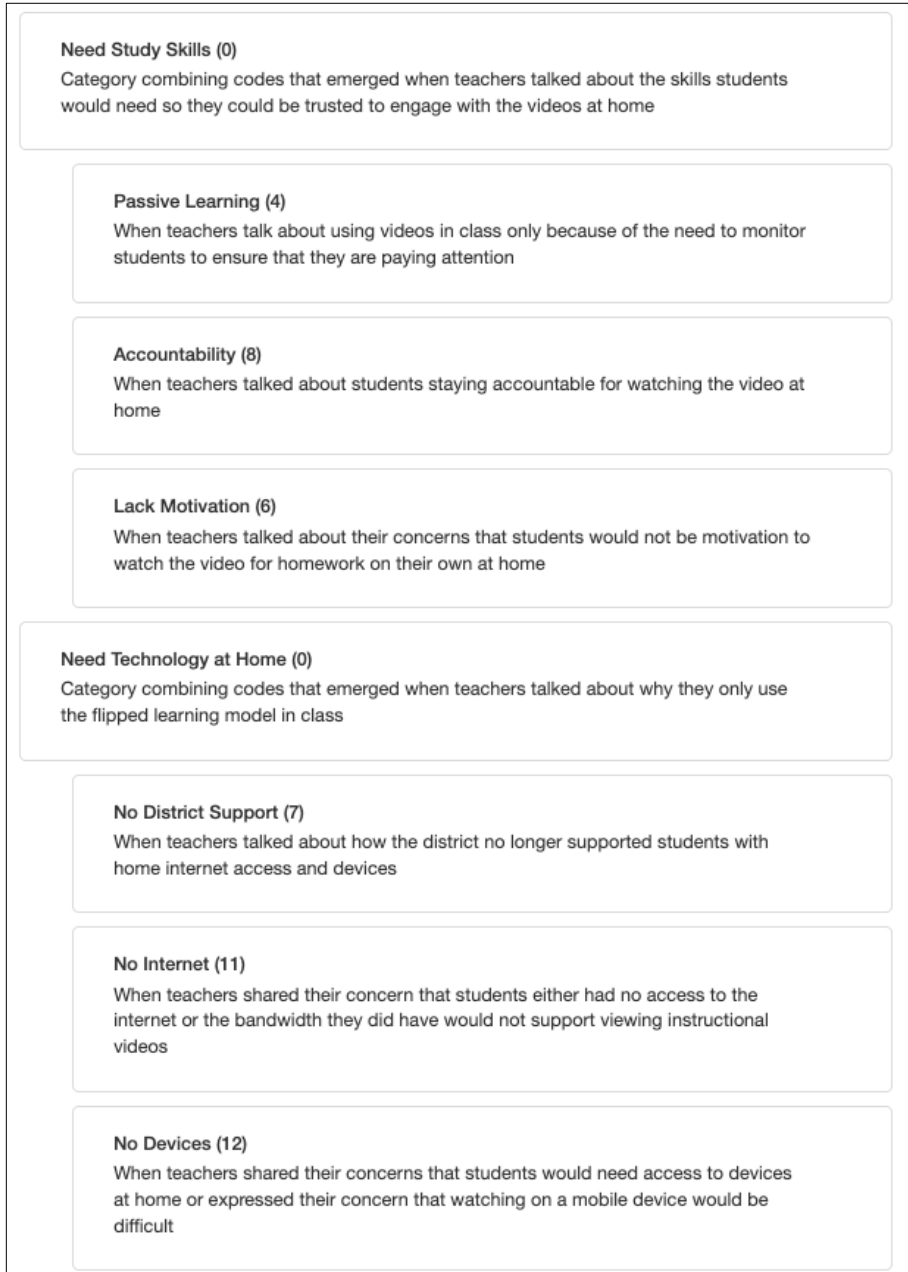 Need Study Skills (0)
Category combining codes that emerged when teachers talked about the skills students
would need so they could be trusted to engage with the videos at home
Passive Learning (4)
When teachers talk about using videos in class only because of the need to monitor
students to ensure that they are paying attention
Accountability (8)
When teachers talked about students staying accountable for watching the video at
home
Lack Motivation (6)
When teachers talked about their concerns that students would not be motivation to
watch the video for homework on their own at home
Need Technology at Home (0)
Category combining codes that emerged when teachers talked about why they only use
the flipped learning model in class
No District Support (7)
When teachers talked about how the district no longer supported students with
home internet access and devices
No Internet (11)
When teachers shared their concern that students either had no access to the
internet or the bandwidth they did have would not support viewing instructional
videos
No Devices (12)
When teachers shared their concerns that students would need access to devices
at home or expressed their concern that watching on a mobile device would be
difficult